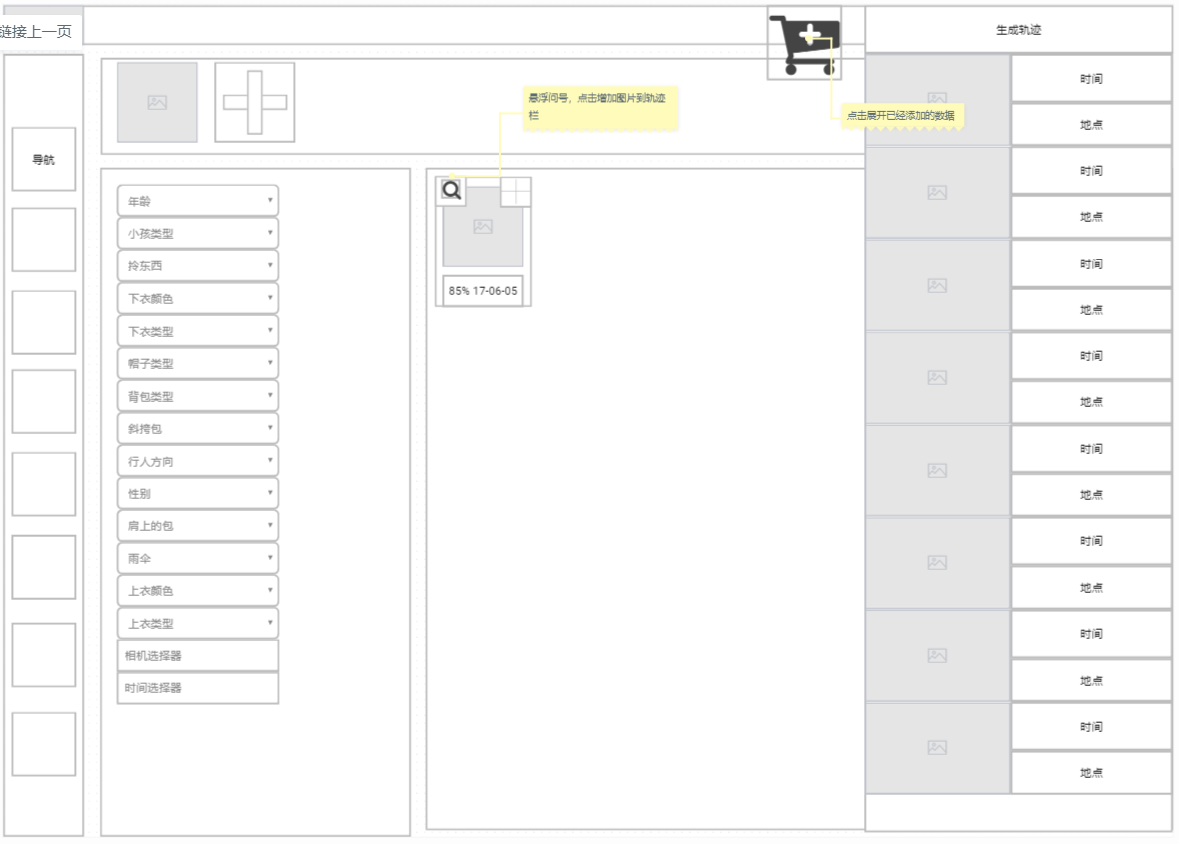 链接上一页
生成轨迹
导航
悬浮问号，点击增加图片到轨迹
栏
点击展开已经添加的数据
年龄
小孩类型
拎东西
下衣颜色
下衣类型
帽子类型
背包类型
斜挎包
行人方向
性别
肩上的包
雨伞
上衣颜色
上衣类型
相机选择器
时间选择器
85% 17-06-05
时间
地点
时间
地点
时间
地点
时间
地点
时间
地点
时间
地点
时间
地点
时间
地点